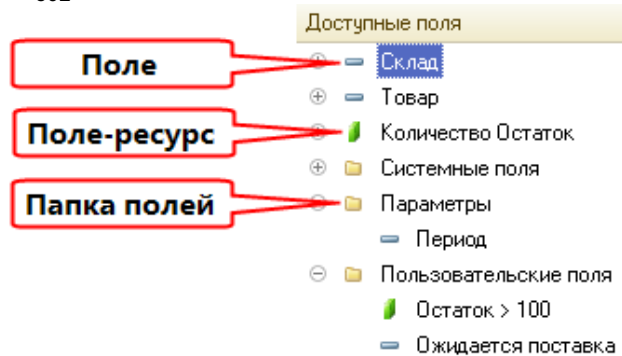 Доступные поля
Поле
Склад
Товар
Поле-ресурс
Количество Остаток
Системные поля
Папка полей
Параметры
Период
Пользовательские поля
Остаток > 100
Ожидается поставка